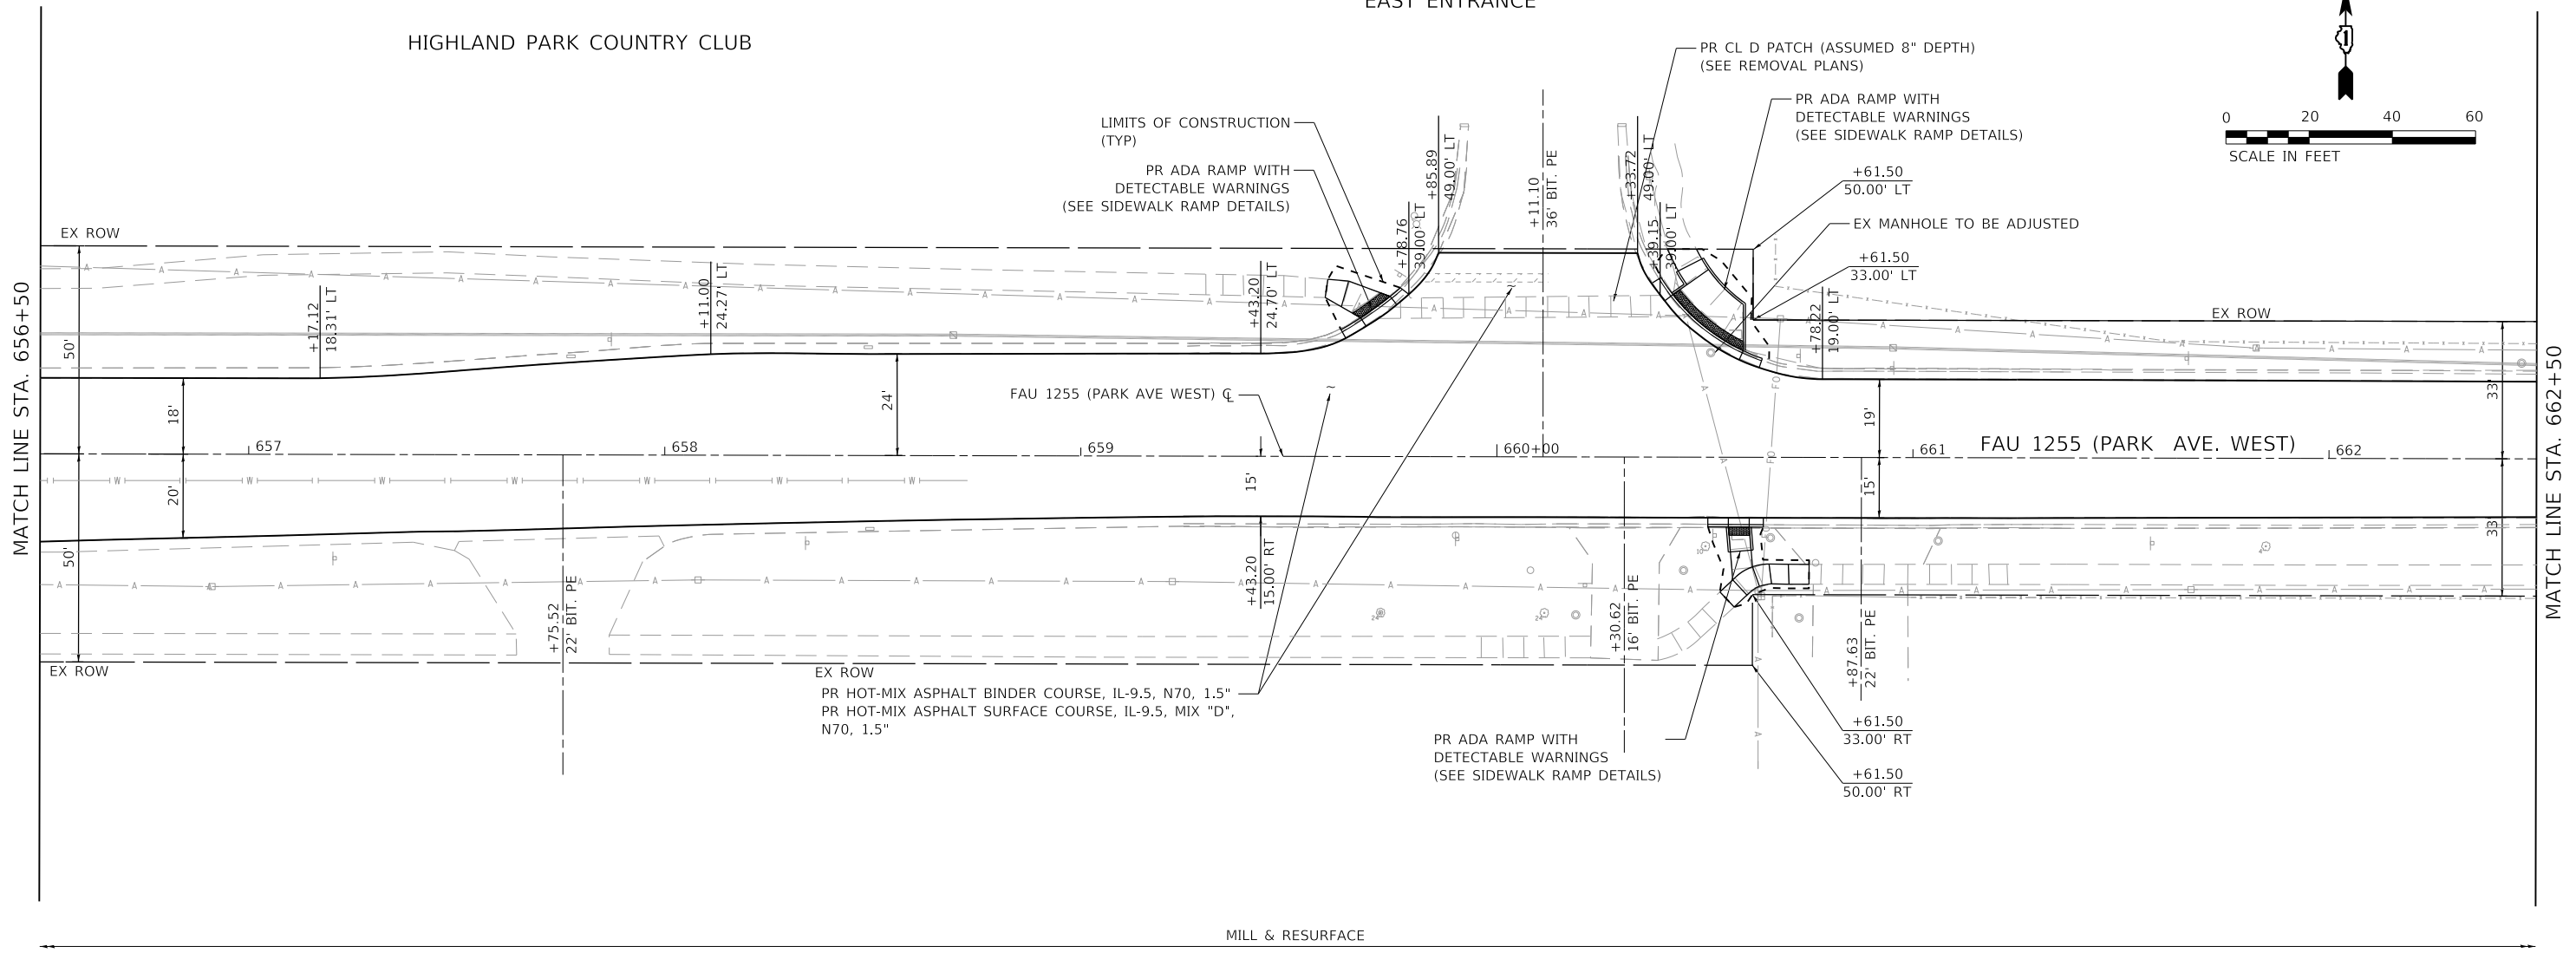 EAST ENTRANCE
HIGHLAND PARK COUNTRY CLUB
PR CL D PATCH (ASSUMED 8" DEPTH)
(SEE REMOVAL PLANS)
PR ADA RAMP WITH
DETECTABLE WARNINGS
(SEE SIDEWALK RAMP DETAILS)
0 20 40 60
SCALE IN FEET
LIMITS OF CONSTRUCTION
(TYP)
PR ADA RAMP WITH
DETECTABLE WARNINGS
(SEE SIDEWALK RAMP DETAILS)
+85.89
49.00' LT
+78.76
39.00' LT
+11.10
36' BIT. PE
+33.72
49.00' LT
+39.15
39.00' LT
+61.50
50.00' LT
EX MANHOLE TO BE ADJUSTED
+61.50
33.00' LT
EX ROW
EX ROW
MATCH LINE STA. 656+50
50'
+17.12
18.31' LT
+11.00
24.27' LT
+43.20
24.70' LT
+78.22
19.00' LT
18'
24'
19'
33'
FAU 1255 (PARK AVE WEST) CL
657
658
659
660+00
661
FAU 1255 (PARK AVE. WEST)
662
MATCH LINE STA. 662+50
20'
50'
15'
15'
33'
+75.52
22' BIT. PE
+43.20
15.00' RT
+30.62
16' BIT. PE
+87.63
22' BIT. PE
EX ROW
EX ROW
PR HOT-MIX ASPHALT BINDER COURSE, IL-9.5, N70, 1.5"
PR HOT-MIX ASPHALT SURFACE COURSE, IL-9.5, MIX "D",
N70, 1.5"
PR ADA RAMP WITH
DETECTABLE WARNINGS
(SEE SIDEWALK RAMP DETAILS)
+61.50
33.00' RT
+61.50
50.00' RT
MILL & RESURFACE